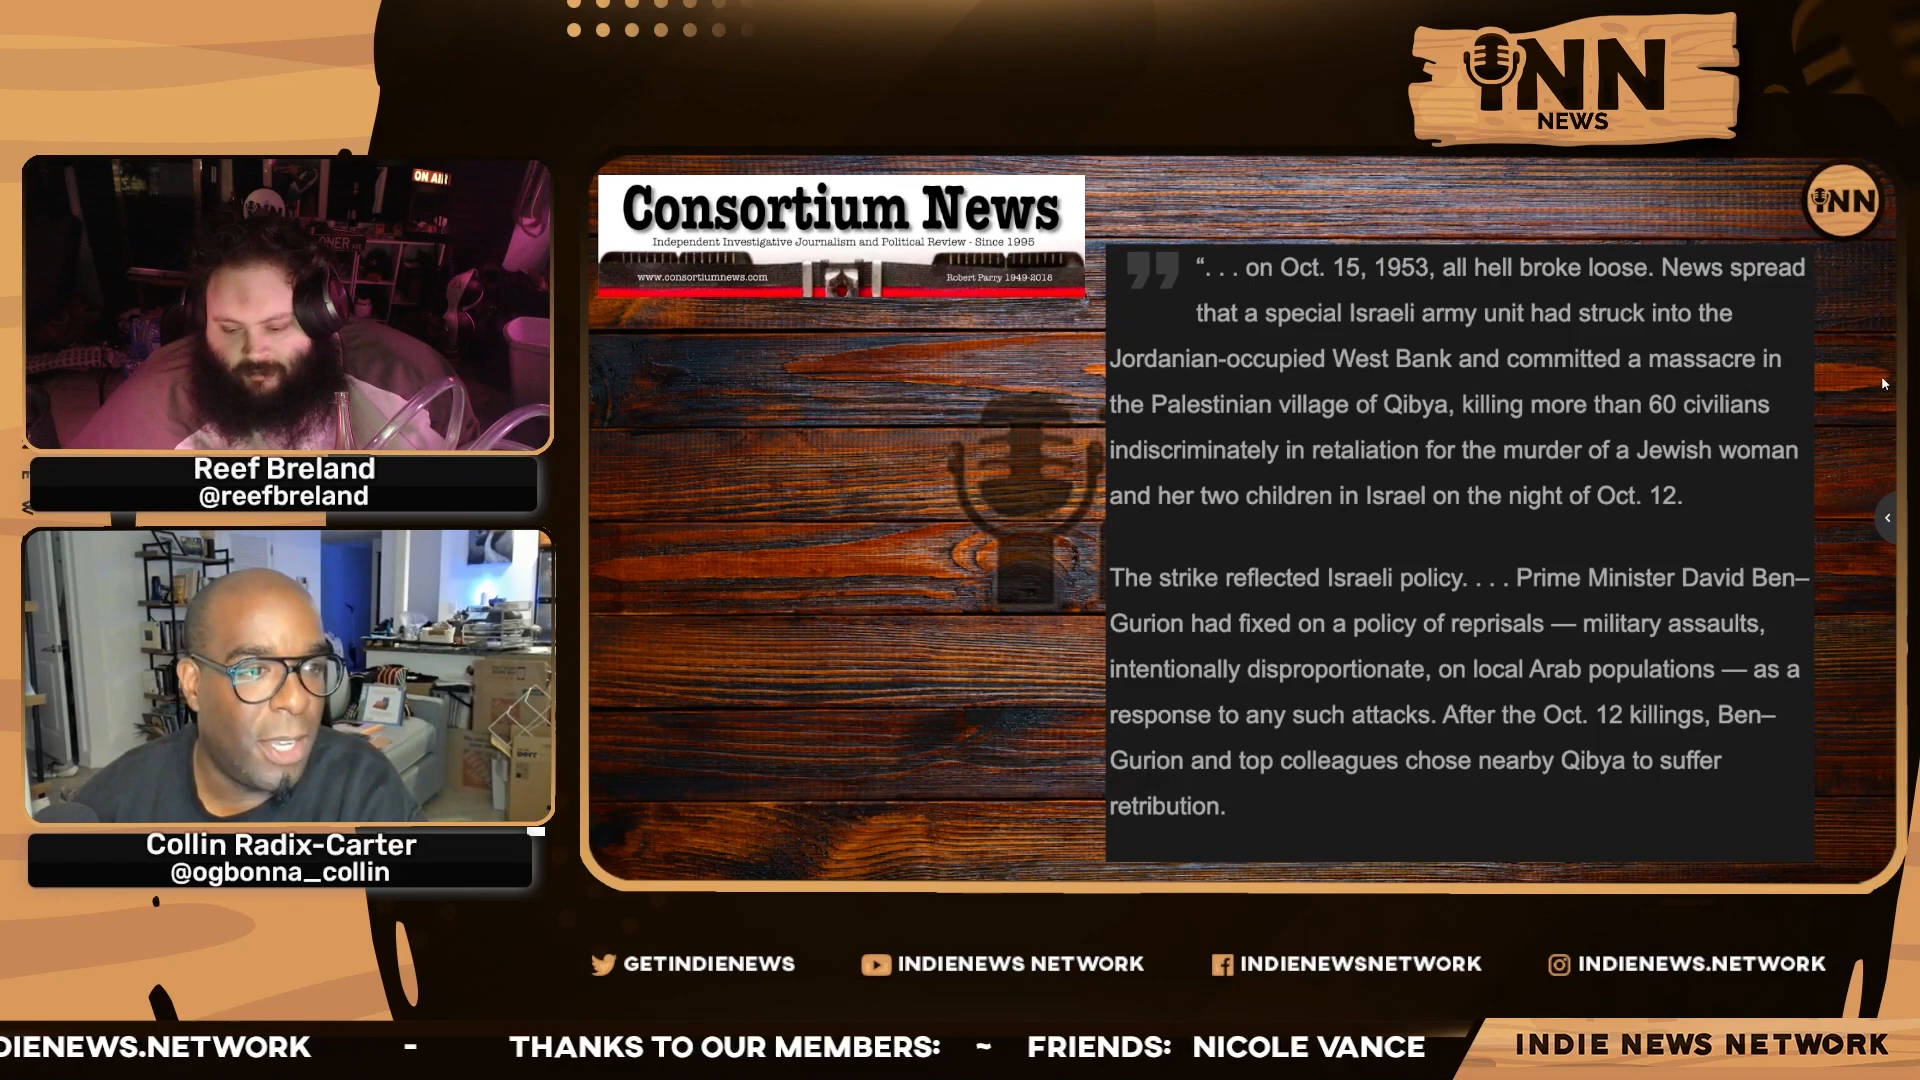 iNN
NEWS
ON AIR
Reef Breland
@reefbreland
Collin Radix-Carter
@ogbonna_collin
Consortium News
Independent Investigative Journalism and Political Review - Since 1995
www.consortiumnews.com
Robert Parry 1949-2018
iNN
“. . . on Oct. 15, 1953, all hell broke loose. News spread
that a special Israeli army unit had struck into the
Jordanian-occupied West Bank and committed a massacre in
the Palestinian village of Qibya, killing more than 60 civilians
indiscriminately in retaliation for the murder of a Jewish woman
and her two children in Israel on the night of Oct. 12.
The strike reflected Israeli policy. . . . Prime Minister David Ben–
Gurion had fixed on a policy of reprisals — military assaults,
intentionally disproportionate, on local Arab populations — as a
response to any such attacks. After the Oct. 12 killings, Ben–
Gurion and top colleagues chose nearby Qibya to suffer
retribution.
GETINDIENEWS
INDIENEWS NETWORK
INDIENEWSNETWORK
INDIENEWS.NETWORK
DIENEWS.NETWORK - THANKS TO OUR MEMBERS: ~ FRIENDS: NICOLE VANCE
INDIE NEWS NETWORK